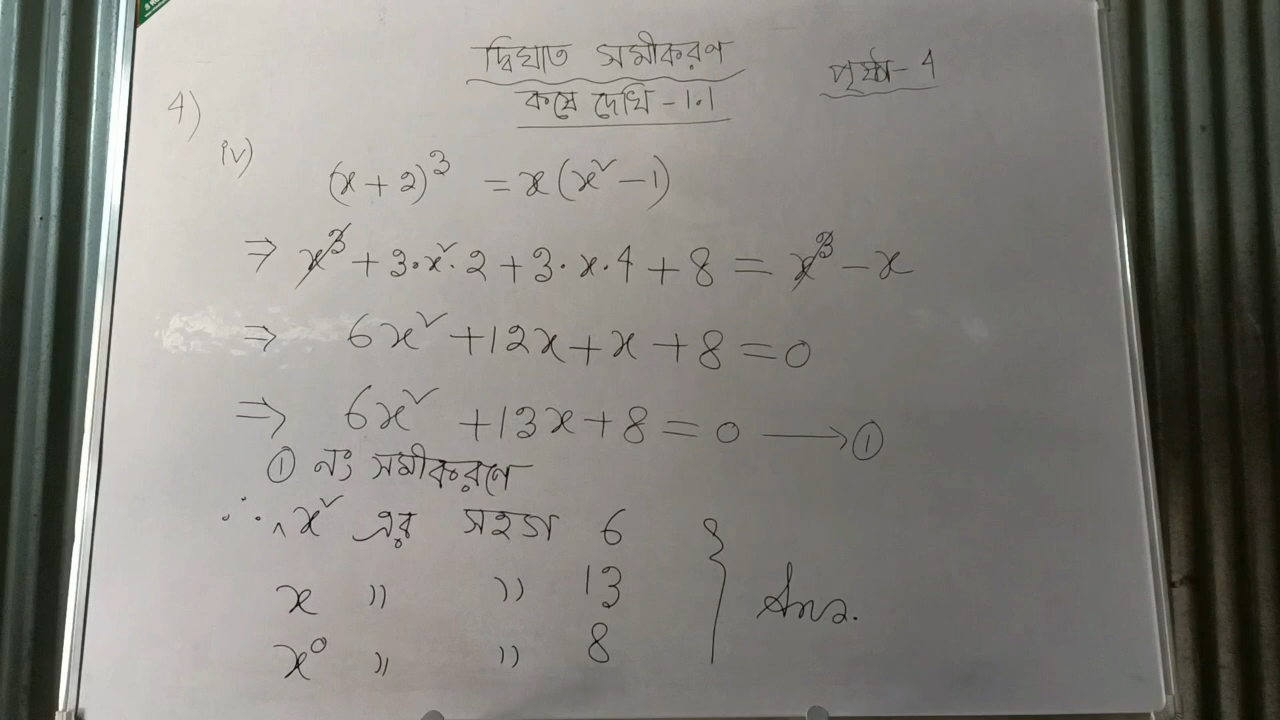 দ্বিঘাত সমীকরণ
কষে দেখি - 1.1
পৃষ্ঠা - 4
4)
iv) (x + 2)³ = x(x² - 1)
⇒ x³ + 3·x²·2 + 3·x·4 + 8 = x³ - x
⇒ 6x² + 12x + x + 8 = 0
⇒ 6x² + 13x + 8 = 0 ⟶ ①
① নং সমীকরণে
∴ x² এর সহগ 6
x " " 13
x⁰ " " 8
} Ans.